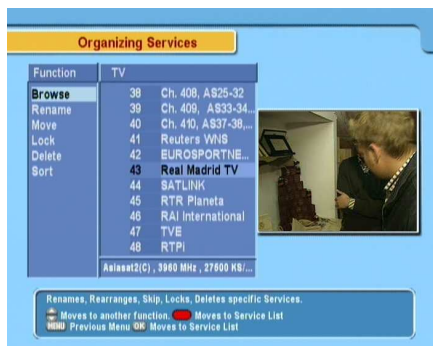 Organizing Services
Function
TV
Browse
Rename
Move
Lock
Delete
Sort
38 Ch. 408, AS25-32
39 Ch. 409, AS33-34...
40 Ch. 410, AS37-38,...
41 Reuters WNS
42 EUROSPORTNE...
43 Real Madrid TV
44 SATLINK
45 RTR Planeta
46 RAI International
47 TVE
48 RTPi
Asiasat2(C) , 3960 MHz , 27500 KS/...
Renames, Rearranges, Skip, Locks, Deletes specific Services.
Moves to another function. Moves to Service List
MENU Previous Menu OK Moves to Service List